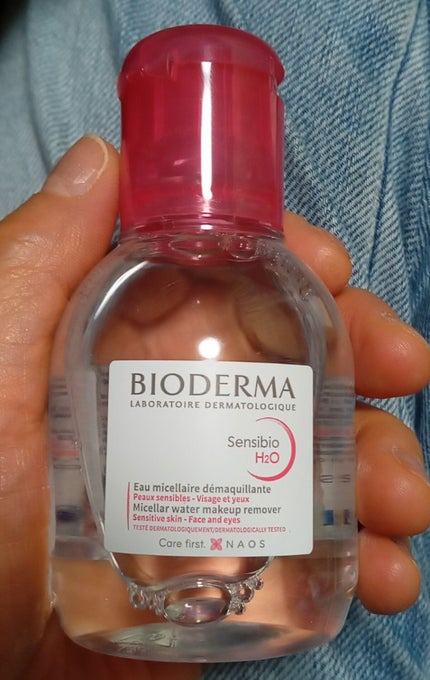 BIODERMA
LABORATOIRE DERMATOLOGIQUE
Sensibio
H2O
Eau micellaire démaquillante
Peaux sensibles - Visage et yeux
Micellar water makeup remover
Sensitive skin - Face and eyes
TESTÉ DERMATOLOGIQUEMENT/DERMATOLOGICALLY TESTED
Care first. NAOS